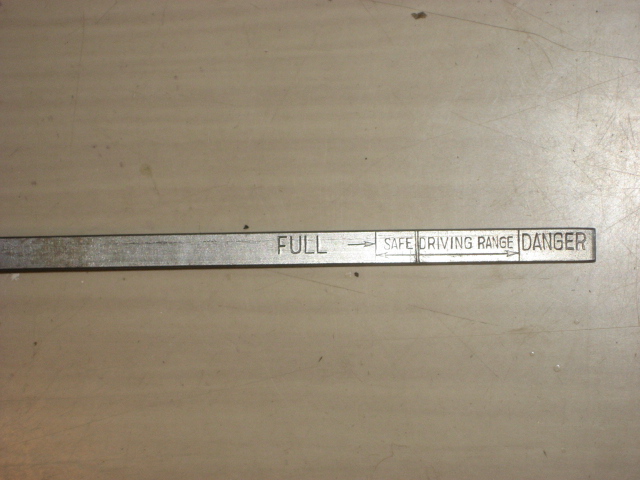 FULL → SAFE DRIVING RANGE DANGER